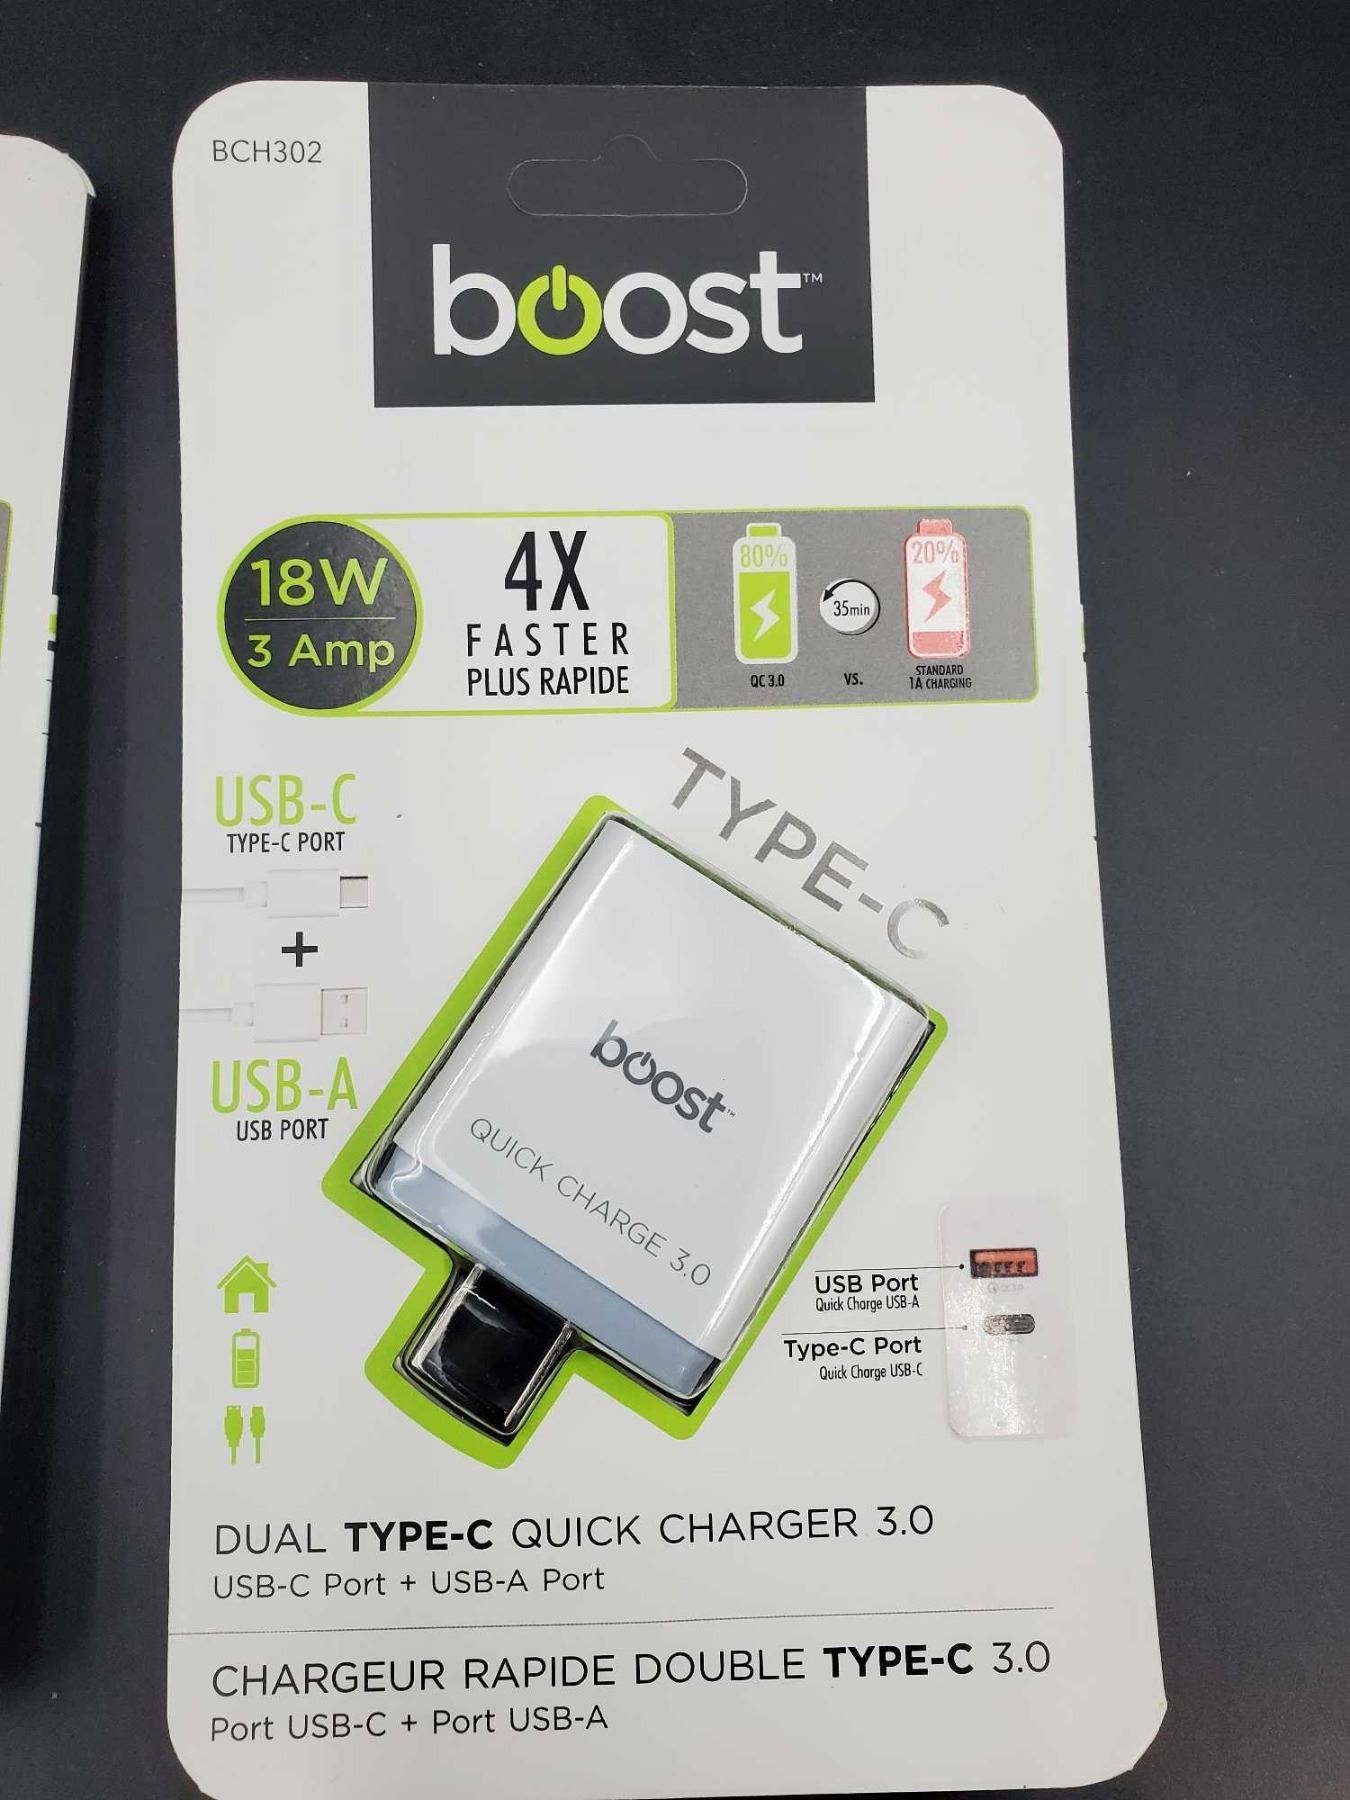 BCH302
boost™
18W
3 Amp
4X
FASTER
PLUS RAPIDE
80%
QC 3.0
35min
VS.
20%
STANDARD
1A CHARGING
USB-C
TYPE-C PORT
+
USB-A
USB PORT
TYPE-C
boost™
QUICK CHARGE 3.0
USB Port
Quick Charge USB-A
Type-C Port
Quick Charge USB-C
DUAL TYPE-C QUICK CHARGER 3.0
USB-C Port + USB-A Port
CHARGEUR RAPIDE DOUBLE TYPE-C 3.0
Port USB-C + Port USB-A